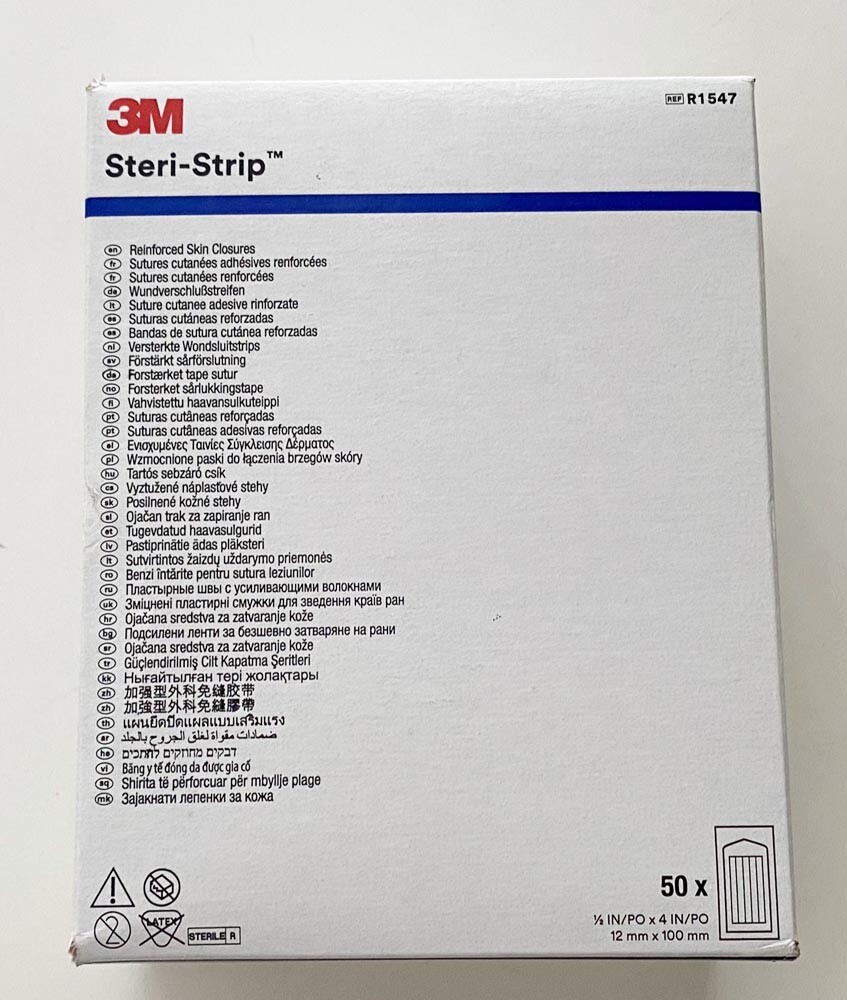 3M
REF R1547
Steri-Strip™
en Reinforced Skin Closures
fr Sutures cutanées adhésives renforcées
fr Sutures cutanées renforcées
de Wundverschlußstreifen
it Suture cutanee adesive rinforzate
es Suturas cutáneas reforzadas
es Bandas de sutura cutánea reforzadas
nl Versterkte Wondsluitstrips
sv Förstärkt sårförslutning
da Forstærket tape sutur
no Forsterket sårlukkingstape
fi Vahvistettu haavansulkuteippi
pt Suturas cutâneas reforçadas
pt Suturas cutâneas adesivas reforçadas
el Ενισχυμένες Ταινίες Σύγκλεισης Δέρματος
pl Wzmocnione paski do łączenia brzegów skóry
hu Tartós sebzáró csík
cs Vyztužené náplasťové stehy
sk Posilnené kožné stehy
sl Ojačan trak za zapiranje ran
et Tugevdatud haavasulgurid
lv Pastiprinātie ādas plāksteri
lt Sutvirtintos žaizdų uždarymo priemonės
ro Benzi întărite pentru sutura leziunilor
ru Пластырные швы с усиливающими волокнами
uk Зміцнені пластирні смужки для зведення країв ран
hr Ojačana sredstva za zatvaranje kože
bg Подсилени ленти за безшевно затваряне на рани
sr Ojačana sredstva za zatvaranje kože
tr Güçlendirilmiş Cilt Kapatma Şeritleri
kk Нығайтылған тері жолақтары
zh 加强型外科免缝胶带
zh 加強型外科免縫膠帶
th แผ่นยึดปิดแผลแบบเสริมแรง
ar ضمادات مقواة لغلق الجروح بالجلد
he דבקים מחוזקים לחתכים
vi Băng y tế đóng da được gia cố
sq Shirita të përforcuar për mbyllje plage
mk Зајакнати лепенки за кожа
50 x
½ IN/PO x 4 IN/PO
12 mm x 100 mm
2
LATEX
STERILE R